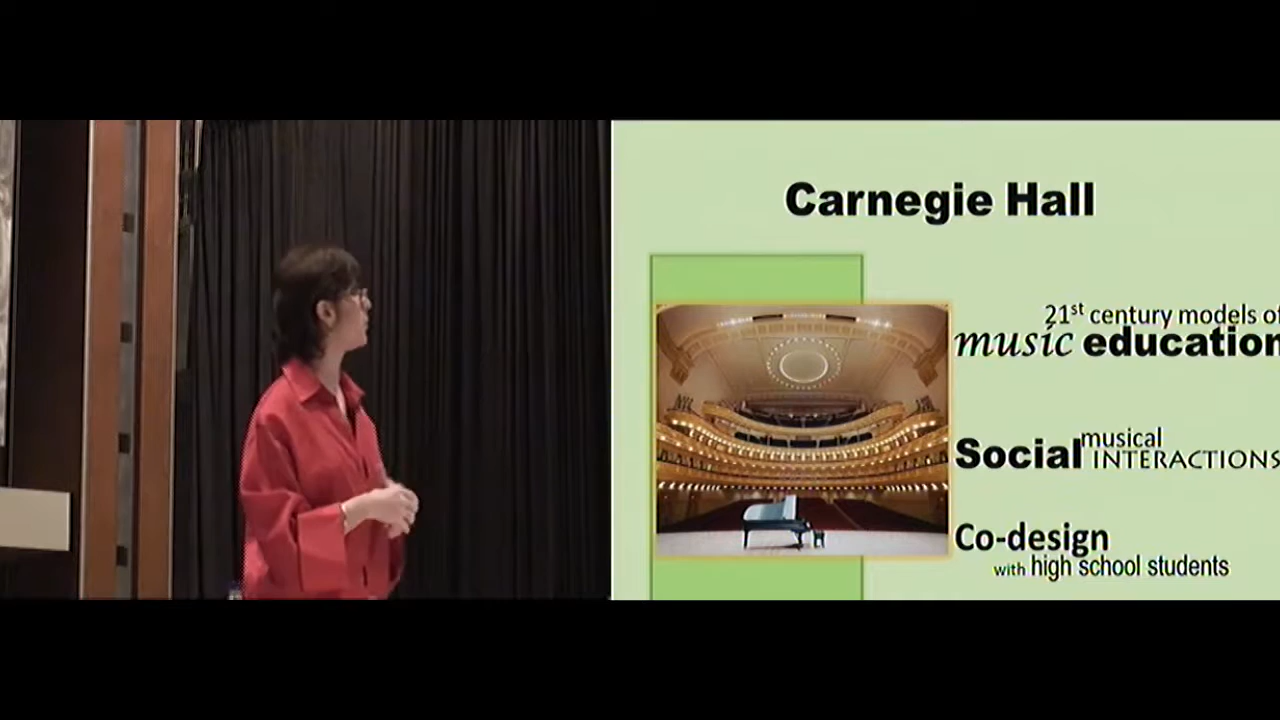 Carnegie Hall
21st century models of
music education
Social musical INTERACTIONS
Co-design
with high school students